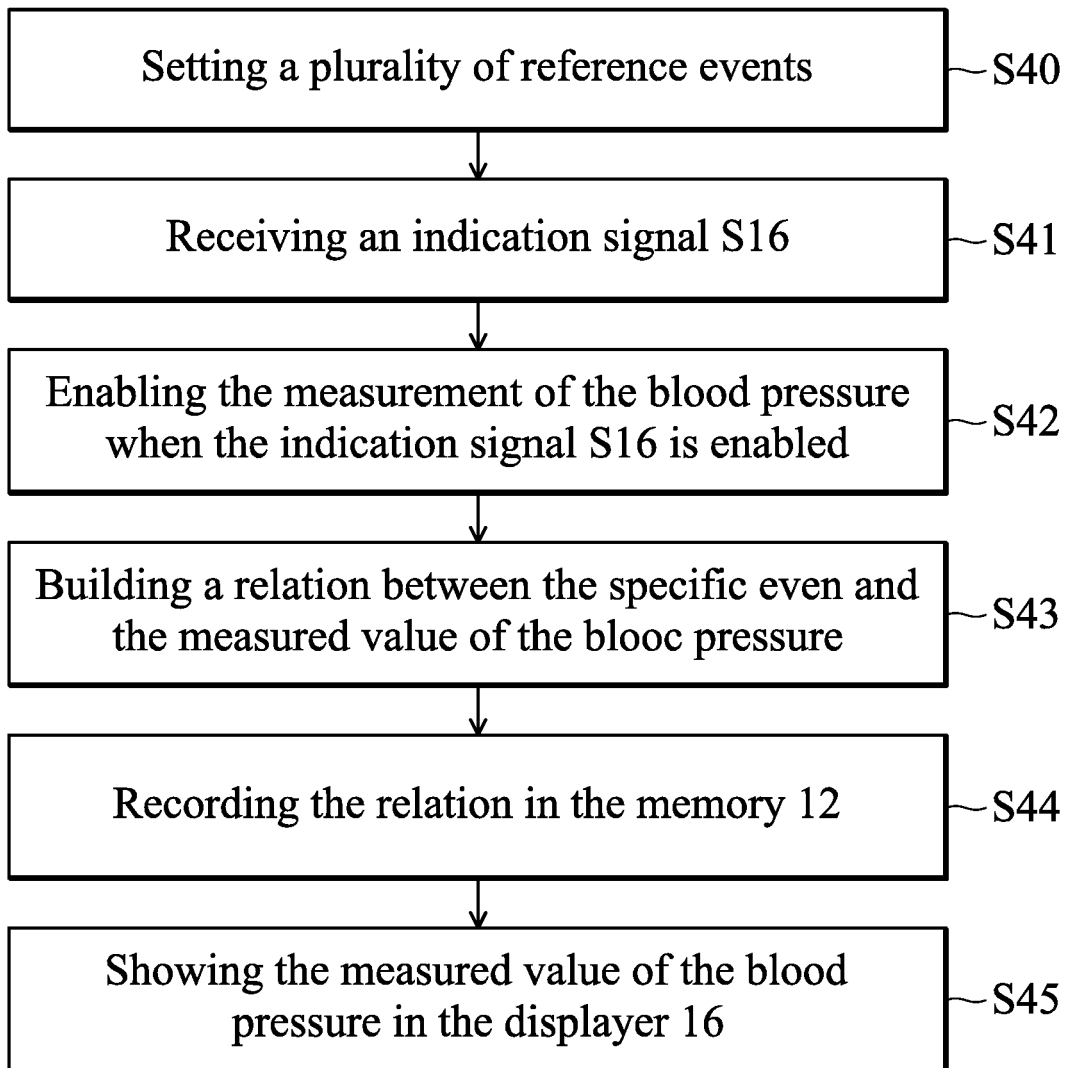 Setting a plurality of reference events
S40
Receiving an indication signal S16
S41
Enabling the measurement of the blood pressure
when the indication signal S16 is enabled
S42
Building a relation between the specific even and
the measured value of the blooc pressure
S43
Recording the relation in the memory 12
S44
Showing the measured value of the blood
pressure in the displayer 16
S45